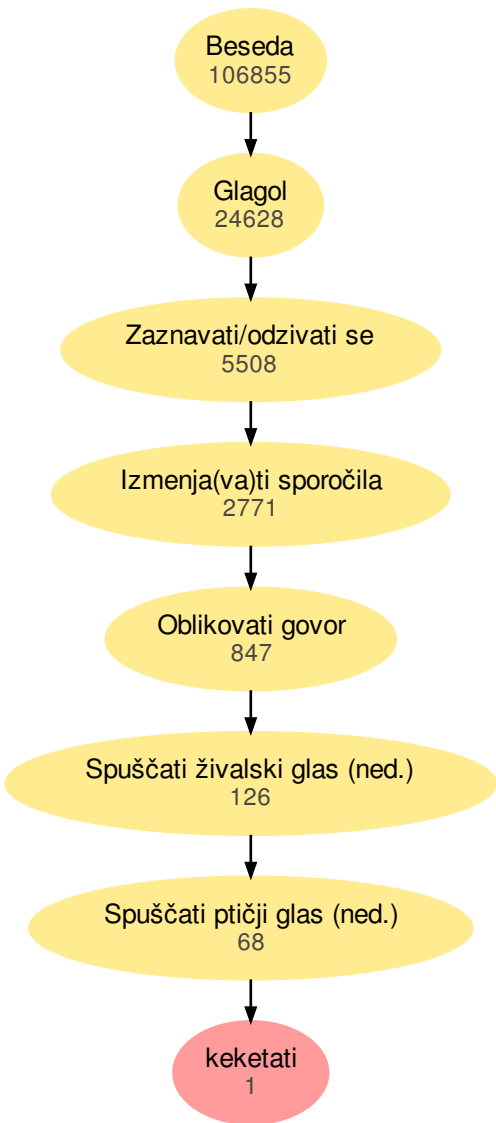 Beseda
106855
Glagol
24628
Zaznavati/odzivati se
5508
Izmenja(va)ti sporočila
2771
Oblikovati govor
847
Spuščati živalski glas (ned.)
126
Spuščati ptičji glas (ned.)
68
keketati
1